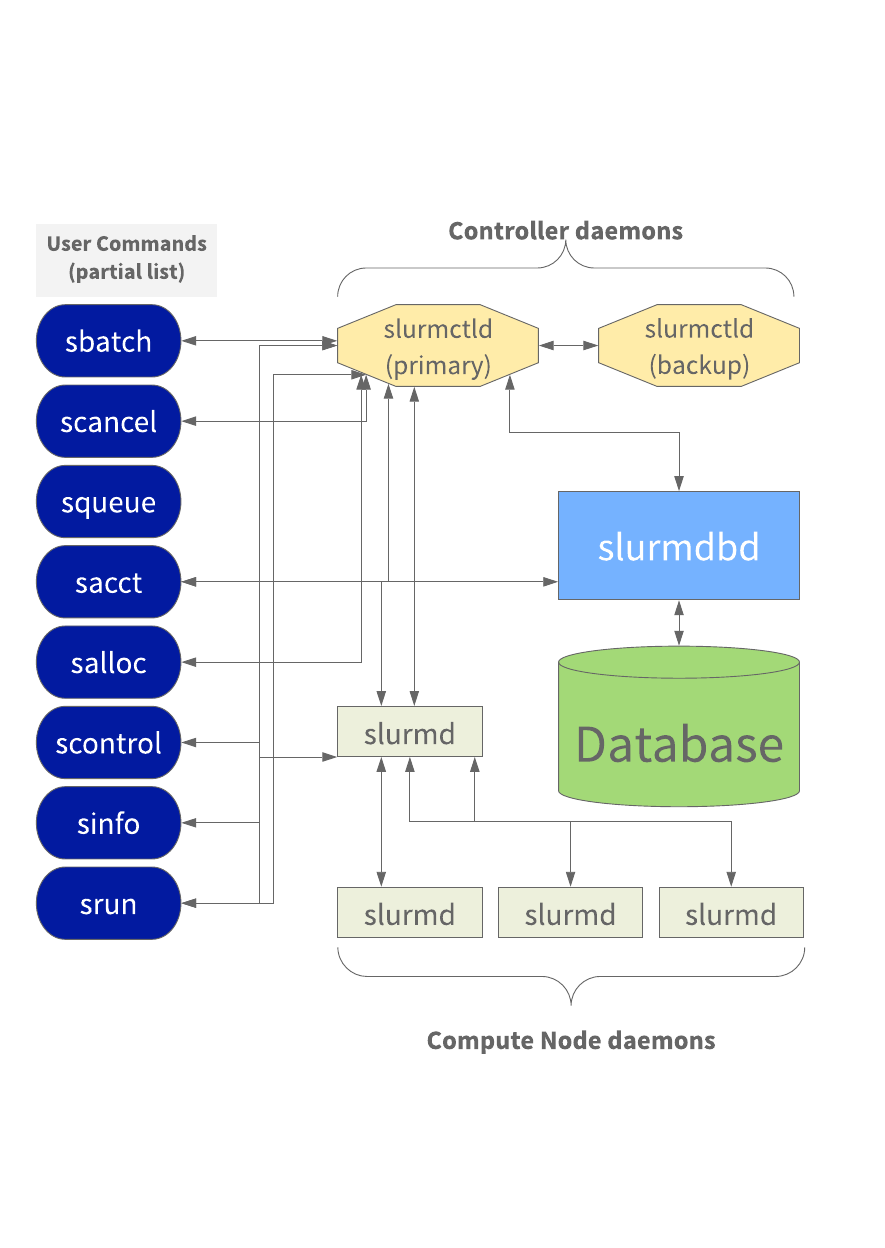 User Commands
(partial list)
sbatch
scancel
squeue
sacct
salloc
scontrol
sinfo
srun
Controller daemons
slurmctld
(primary)
slurmctld
(backup)
slurmdbd
Database
slurmd
slurmd
slurmd
slurmd
Compute Node daemons